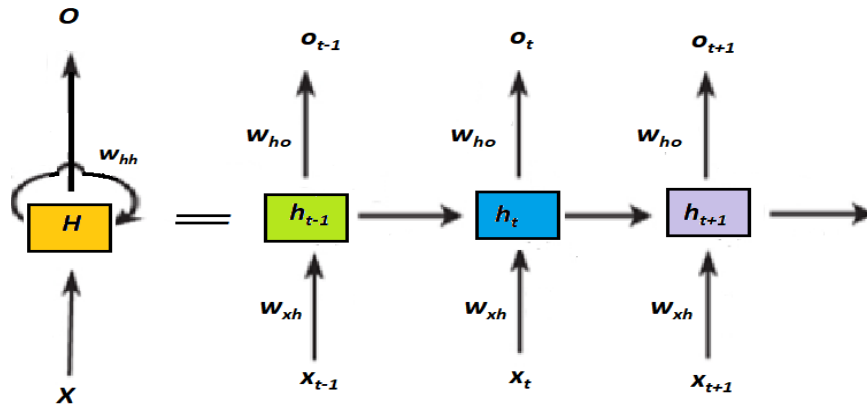 O o_{t-1} o_t o_{t+1}
w_{hh} w_{ho} w_{ho} w_{ho}
H = h_{t-1} h_t h_{t+1}
w_{xh} w_{xh} w_{xh}
X x_{t-1} x_t x_{t+1}